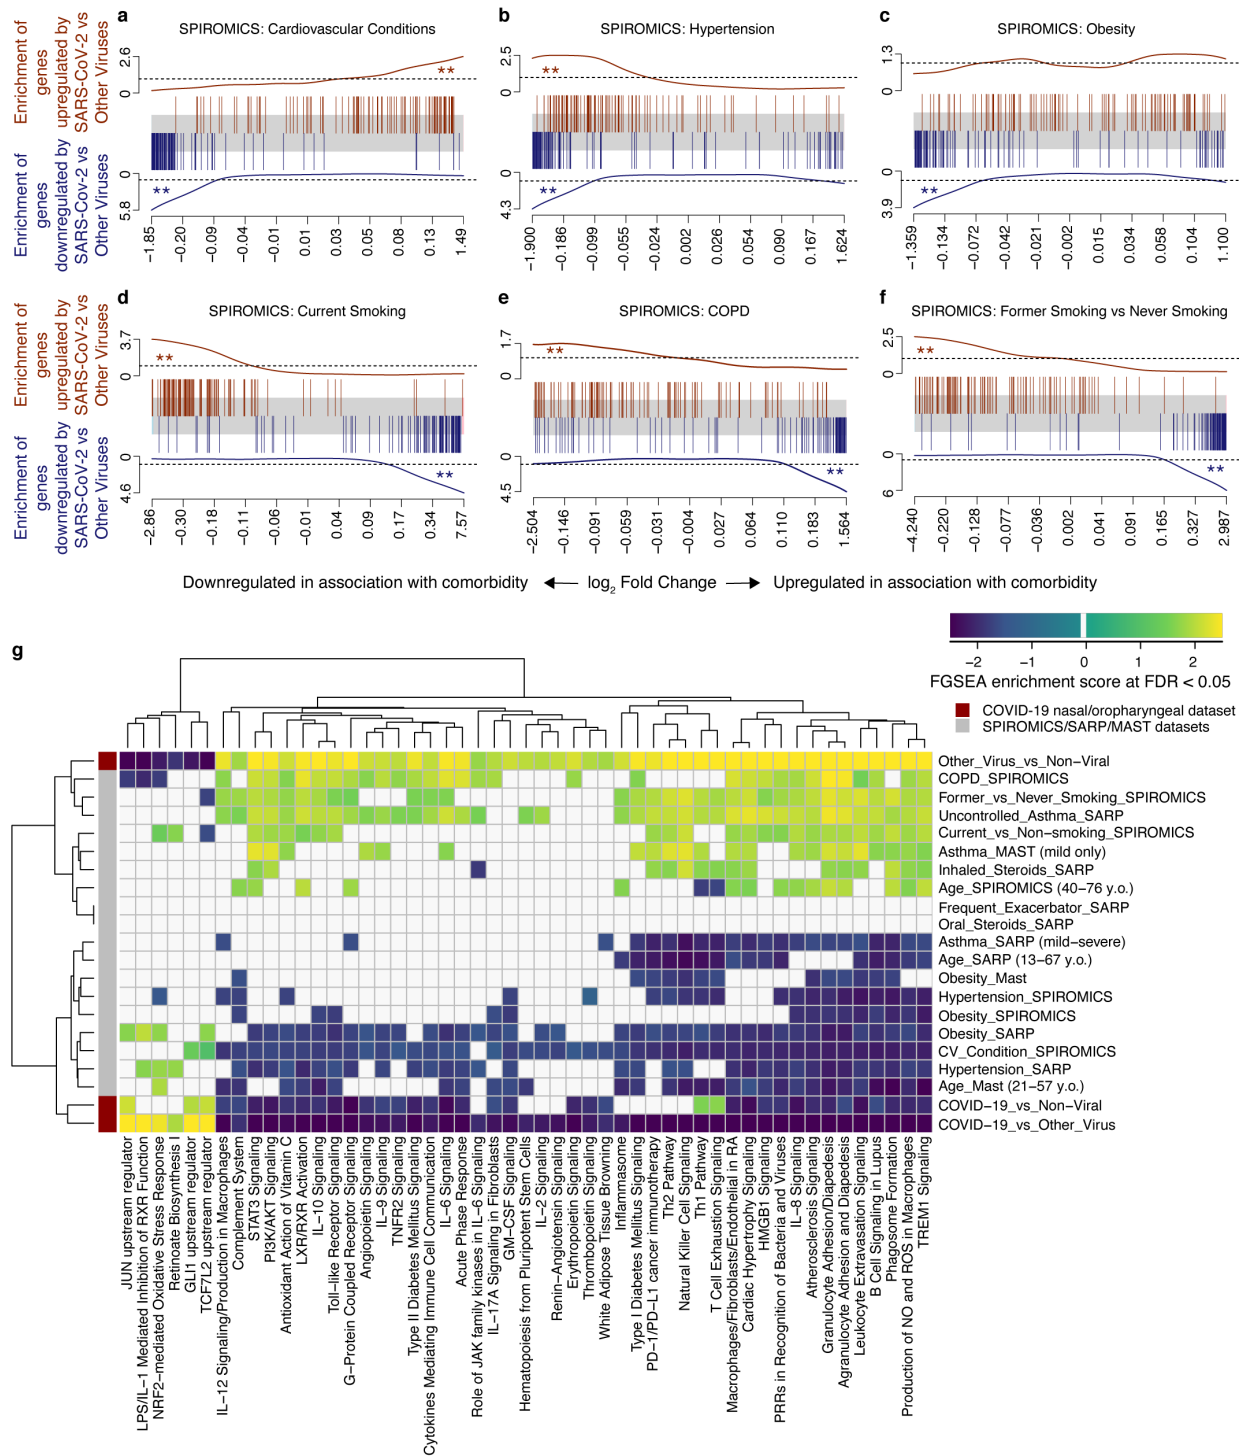 a
SPIROMICS: Cardiovascular Conditions
Enrichment of
genes
upregulated by
SARS-CoV-2 vs
Other Viruses
2.6
0
**
Enrichment of
genes
downregulated by
SARS-Cov-2 vs
Other Viruses
0
5.8
**
−1.85
−0.20
−0.09
−0.04
0.01
0.03
0.05
0.08
0.13
1.49
b
SPIROMICS: Hypertension
2.5
0
**
0
4.3
**
−1.900
−0.186
−0.099
−0.055
−0.024
0.002
0.026
0.054
0.090
0.167
1.624
c
SPIROMICS: Obesity
1.3
0
0
3.9
**
−1.359
−0.134
−0.072
−0.042
−0.021
−0.002
0.015
0.034
0.058
0.104
1.100
d
SPIROMICS: Current Smoking
Enrichment of
genes
upregulated by
SARS-CoV-2 vs
Other Viruses
3.7
0
**
Enrichment of
genes
downregulated by
SARS-CoV-2 vs
Other Viruses
0
4.6
**
−2.86
−0.30
−0.18
−0.11
−0.06
−0.01
0.04
0.09
0.17
0.34
7.57
e
SPIROMICS: COPD
1.7
0
**
0
4.5
**
−2.504
−0.146
−0.091
−0.059
−0.031
−0.004
0.027
0.064
0.110
0.183
1.564
f
SPIROMICS: Former Smoking vs Never Smoking
2.5
0
**
0
6
**
−4.240
−0.220
−0.128
−0.077
−0.036
0.002
0.041
0.091
0.165
0.327
2.987
Downregulated in association with comorbidity ← log2 Fold Change → Upregulated in association with comorbidity
g
−2 −1 0 1 2
FGSEA enrichment score at FDR < 0.05
COVID-19 nasal/oropharyngeal dataset
SPIROMICS/SARP/MAST datasets
Other_Virus_vs_Non-Viral
COPD_SPIROMICS
Former_vs_Never_Smoking_SPIROMICS
Uncontrolled_Asthma_SARP
Current_vs_Non-smoking_SPIROMICS
Asthma_MAST (mild only)
Inhaled_Steroids_SARP
Age_SPIROMICS (40−76 y.o.)
Frequent_Exacerbator_SARP
Oral_Steroids_SARP
Asthma_SARP (mild-severe)
Age_SARP (13−67 y.o.)
Obesity_Mast
Hypertension_SPIROMICS
Obesity_SPIROMICS
Obesity_SARP
CV_Condition_SPIROMICS
Hypertension_SARP
Age_Mast (21−57 y.o.)
COVID−19_vs_Non-Viral
COVID−19_vs_Other_Virus
JUN upstream regulator
LPS/IL−1 Mediated Inhibition of RXR Function
NRF2-mediated Oxidative Stress Response
Retinoate Biosynthesis I
GLI1 upstream regulator
TCF7L2 upstream regulator
IL−12 Signaling/Production in Macrophages
Complement System
STAT3 Signaling
PI3K/AKT Signaling
Antioxidant Action of Vitamin C
LXR/RXR Activation
IL−10 Signaling
Toll−like Receptor Signaling
G−Protein Coupled Receptor Signaling
Angiopoietin Signaling
IL−9 Signaling
TNFR2 Signaling
Type II Diabetes Mellitus Signaling
Cytokines Mediating Immune Cell Communication
IL−6 Signaling
Acute Phase Response
Role of JAK family kinases in IL−6 Signaling
IL−17A Signaling in Fibroblasts
GM−CSF Signaling
Hematopoiesis from Pluripotent Stem Cells
IL−2 Signaling
Renin−Angiotensin Signaling
Erythropoietin Signaling
Thrombopoietin Signaling
White Adipose Tissue Browning
Inflammasome
Type I Diabetes Mellitus Signaling
PD−1/PD−L1 cancer immunotherapy
Th2 Pathway
Natural Killer Cell Signaling
Th1 Pathway
T Cell Exhaustion Signaling
Macrophages/Fibroblasts/Endothelial in RA
Cardiac Hypertrophy Signaling
HMGB1 Signaling
PRRs in Recognition of Bacteria and Viruses
IL−8 Signaling
Atherosclerosis Signaling
Granulocyte Adhesion/Diapedesis
Agranulocyte Adhesion and Diapedesis
Leukocyte Extravasation Signaling
B Cell Signaling in Lupus
Phagosome Formation
Production of NO and ROS in Macrophages
TREM1 Signaling